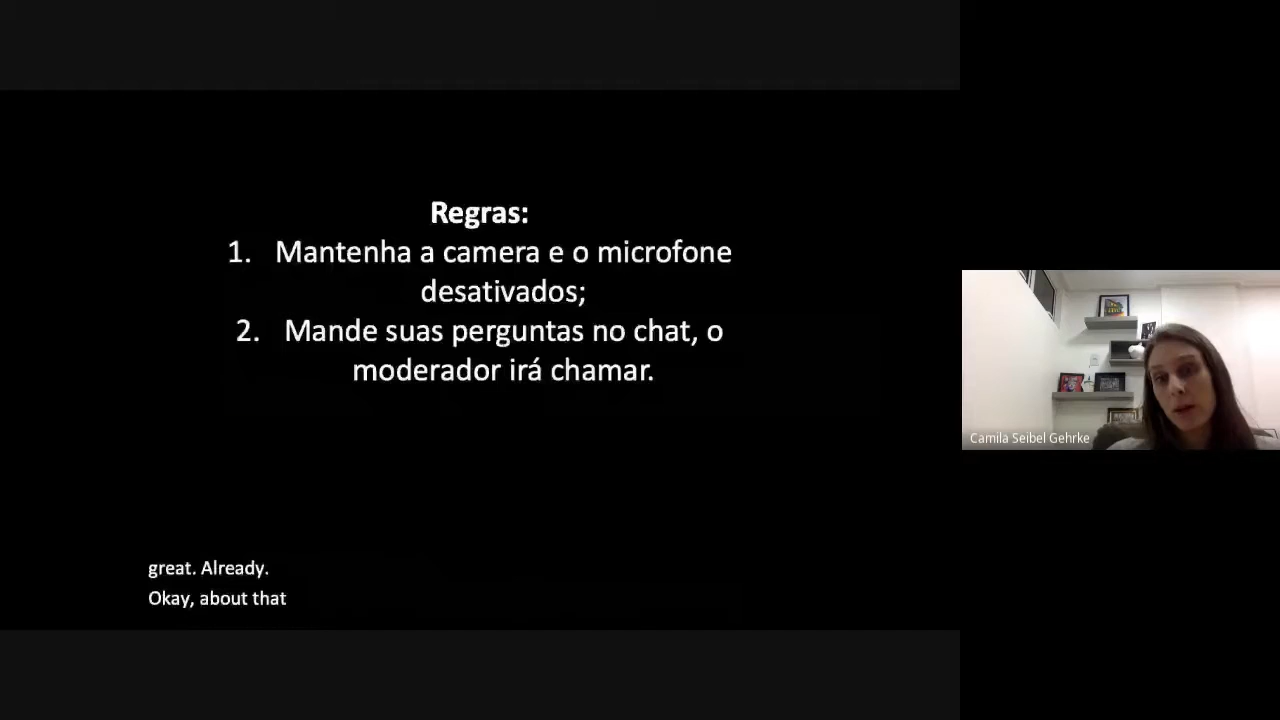 Regras:
1. Mantenha a camera e o microfone
desativados;
2. Mande suas perguntas no chat, o
moderador irá chamar.
Camila Seibel Gehrke
great. Already.
Okay, about that